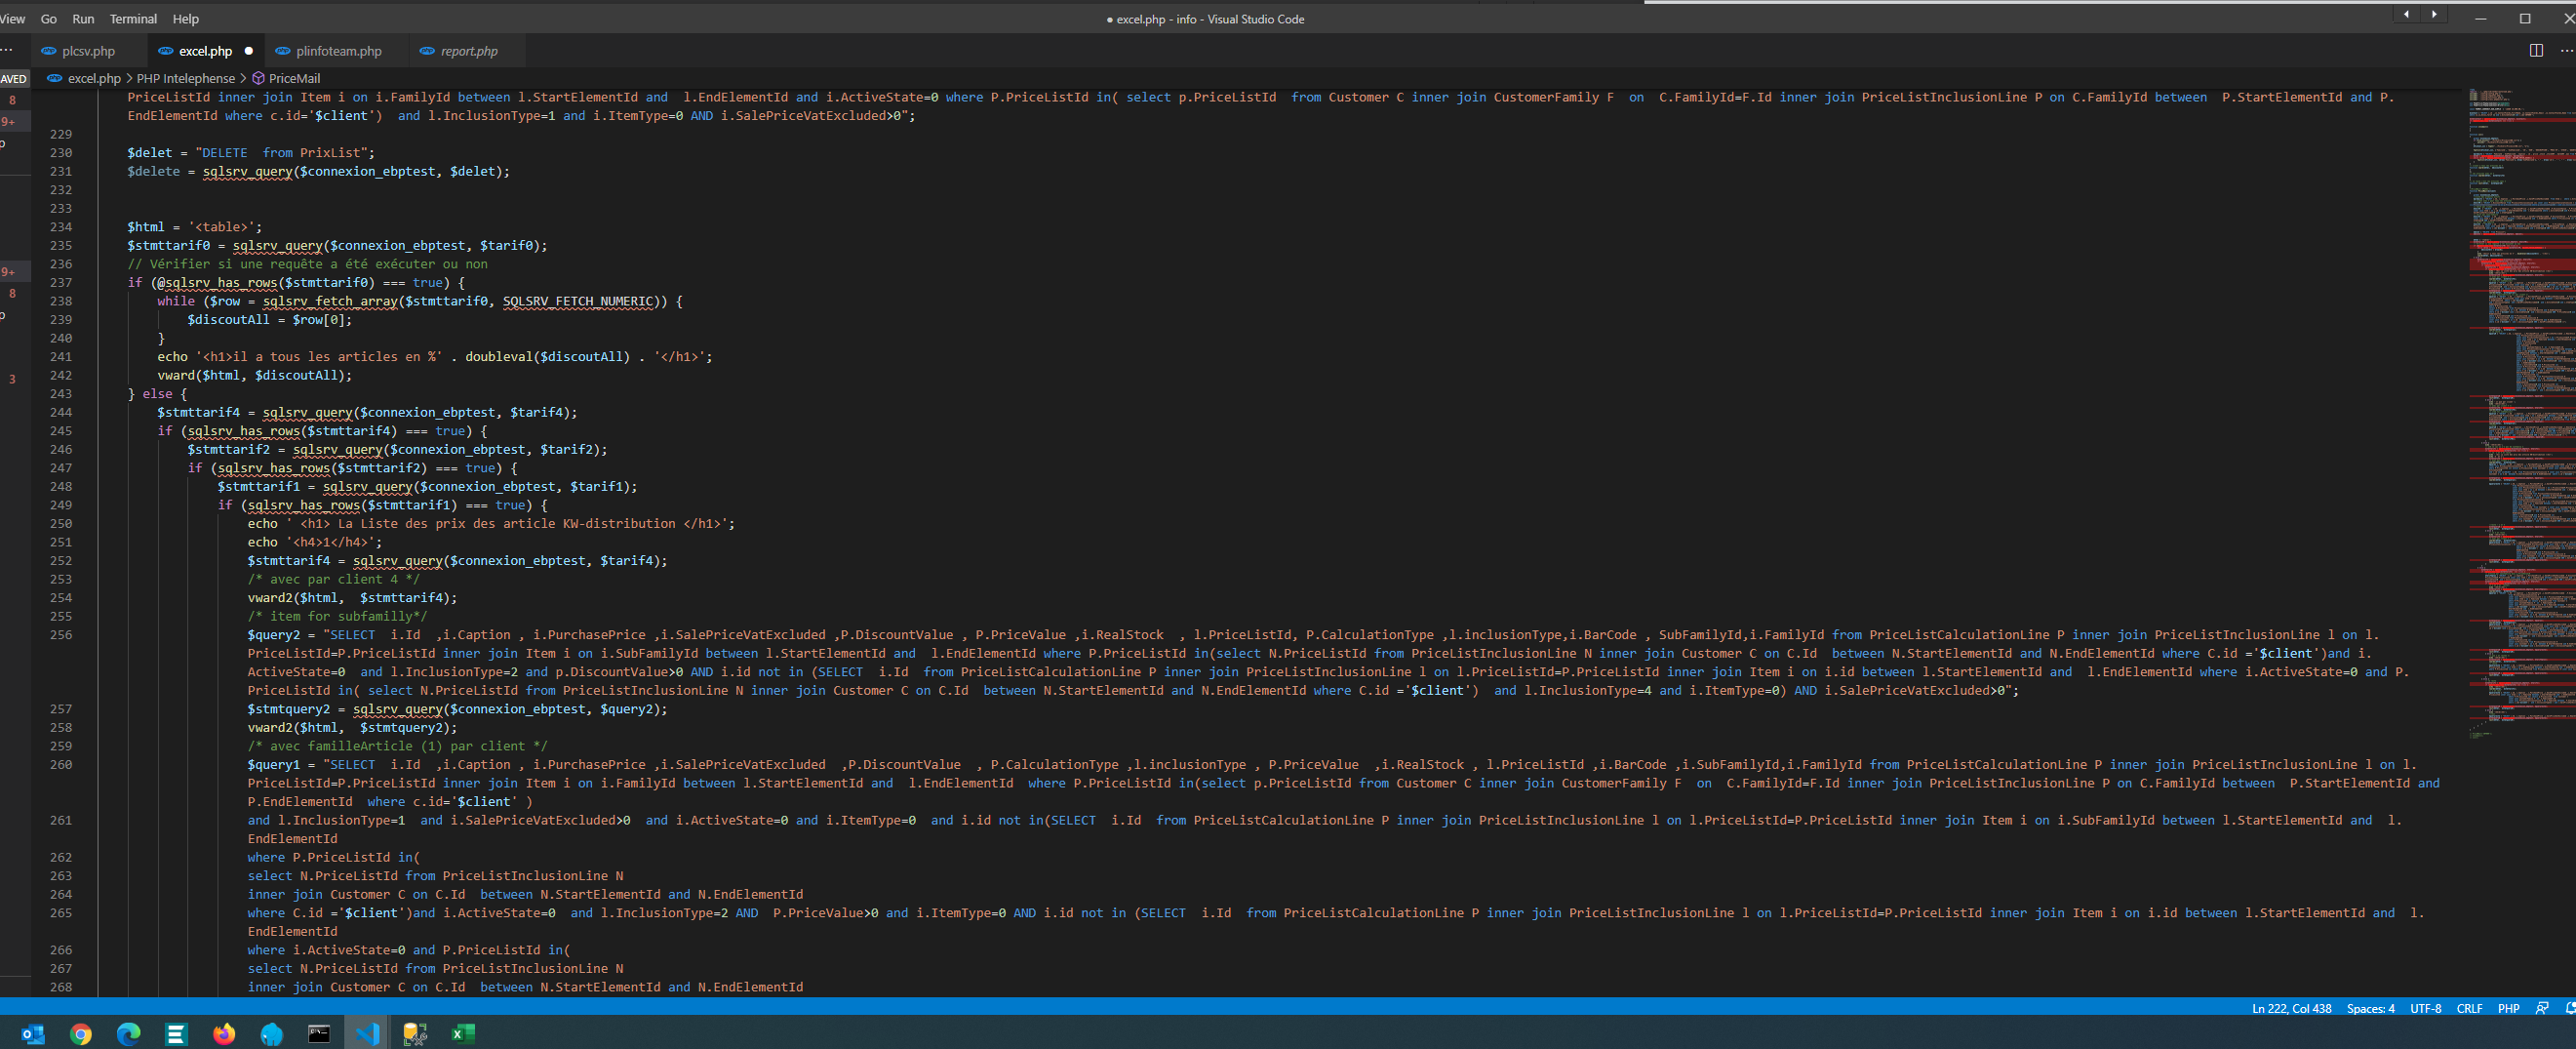 View Go Run Terminal Help
● excel.php - info - Visual Studio Code
plcsv.php excel.php ● plinfoteam.php report.php
AVED
excel.php > PHP Intelephense > PriceMail
8
9+
p
9+
8
p
3
PriceListId inner join Item i on i.FamilyId between l.StartElementId and  l.EndElementId and i.ActiveState=0 where P.PriceListId in( select p.PriceListId  from Customer C inner join CustomerFamily F  on  C.FamilyId=F.Id inner join PriceListInclusionLine P on C.FamilyId between  P.StartElementId and P.
EndElementId where c.id='$client')  and l.InclusionType=1 and i.ItemType=0 AND i.SalePriceVatExcluded>0";
229
230 $delet = "DELETE  from PrixList";
231 $delete = sqlsrv_query($connexion_ebptest, $delet);
232
233
234 $html = '<table>';
235 $stmttarif0 = sqlsrv_query($connexion_ebptest, $tarif0);
236 // Vérifier si une requête a été exécuter ou non
237 if (@sqlsrv_has_rows($stmttarif0) === true) {
238 while ($row = sqlsrv_fetch_array($stmttarif0, SQLSRV_FETCH_NUMERIC)) {
239 $discoutAll = $row[0];
240 }
241 echo '<h1>il a tous les articles en %' . doubleval($discoutAll) . '</h1>';
242 vward($html, $discoutAll);
243 } else {
244 $stmttarif4 = sqlsrv_query($connexion_ebptest, $tarif4);
245 if (sqlsrv_has_rows($stmttarif4) === true) {
246 $stmttarif2 = sqlsrv_query($connexion_ebptest, $tarif2);
247 if (sqlsrv_has_rows($stmttarif2) === true) {
248 $stmttarif1 = sqlsrv_query($connexion_ebptest, $tarif1);
249 if (sqlsrv_has_rows($stmttarif1) === true) {
250 echo ' <h1> La Liste des prix des article KW-distribution </h1>';
251 echo '<h4>1</h4>';
252 $stmttarif4 = sqlsrv_query($connexion_ebptest, $tarif4);
253 /* avec par client 4 */
254 vward2($html,  $stmttarif4);
255 /* item for subfamilly*/
256 $query2 = "SELECT  i.Id  ,i.Caption , i.PurchasePrice ,i.SalePriceVatExcluded ,P.DiscountValue , P.PriceValue ,i.RealStock  , l.PriceListId, P.CalculationType ,l.inclusionType,i.BarCode , SubFamilyId,i.FamilyId from PriceListCalculationLine P inner join PriceListInclusionLine l on l.
PriceListId=P.PriceListId inner join Item i on i.SubFamilyId between l.StartElementId and  l.EndElementId where P.PriceListId in(select N.PriceListId from PriceListInclusionLine N inner join Customer C on C.Id  between N.StartElementId and N.EndElementId where C.id ='$client')and i.
ActiveState=0  and l.InclusionType=2 and p.DiscountValue>0 AND i.id not in (SELECT  i.Id  from PriceListCalculationLine P inner join PriceListInclusionLine l on l.PriceListId=P.PriceListId inner join Item i on i.id between l.StartElementId and  l.EndElementId where i.ActiveState=0 and P.
PriceListId in( select N.PriceListId from PriceListInclusionLine N inner join Customer C on C.Id  between N.StartElementId and N.EndElementId where C.id ='$client')  and l.InclusionType=4 and i.ItemType=0) AND i.SalePriceVatExcluded>0";
257 $stmtquery2 = sqlsrv_query($connexion_ebptest, $query2);
258 vward2($html,  $stmtquery2);
259 /* avec familleArticle (1) par client */
260 $query1 = "SELECT  i.Id  ,i.Caption , i.PurchasePrice ,i.SalePriceVatExcluded  ,P.DiscountValue  , P.CalculationType ,l.inclusionType , P.PriceValue  ,i.RealStock , l.PriceListId ,i.BarCode ,i.SubFamilyId,i.FamilyId from PriceListCalculationLine P inner join PriceListInclusionLine l on l.
PriceListId=P.PriceListId inner join Item i on i.FamilyId between l.StartElementId and  l.EndElementId  where P.PriceListId in(select p.PriceListId from Customer C inner join CustomerFamily F  on  C.FamilyId=F.Id inner join PriceListInclusionLine P on C.FamilyId between  P.StartElementId and
P.EndElementId  where c.id='$client' )
261 and l.InclusionType=1  and i.SalePriceVatExcluded>0  and i.ActiveState=0 and i.ItemType=0  and i.id not in(SELECT  i.Id  from PriceListCalculationLine P inner join PriceListInclusionLine l on l.PriceListId=P.PriceListId inner join Item i on i.SubFamilyId between l.StartElementId and  l.
EndElementId
262 where P.PriceListId in(
263 select N.PriceListId from PriceListInclusionLine N
264 inner join Customer C on C.Id  between N.StartElementId and N.EndElementId
265 where C.id ='$client')and i.ActiveState=0  and l.InclusionType=2 AND  P.PriceValue>0 and i.ItemType=0 AND i.id not in (SELECT  i.Id  from PriceListCalculationLine P inner join PriceListInclusionLine l on l.PriceListId=P.PriceListId inner join Item i on i.id between l.StartElementId and  l.
EndElementId
266 where i.ActiveState=0 and P.PriceListId in(
267 select N.PriceListId from PriceListInclusionLine N
268 inner join Customer C on C.Id  between N.StartElementId and N.EndElementId
Ln 222, Col 438 Spaces: 4 UTF-8 CRLF PHP